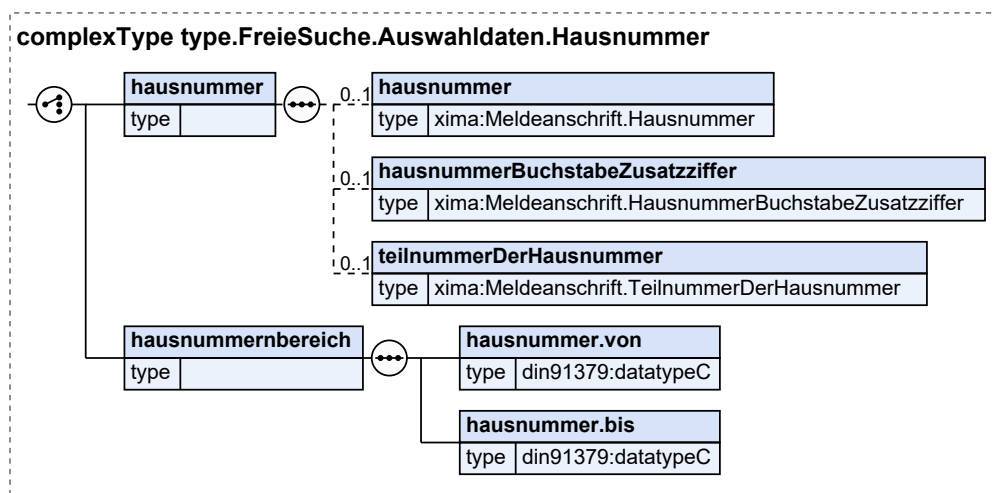 complexType type.FreieSuche.Auswahldaten.Hausnummer
hausnummer
type
0..1
hausnummer
type xima:Meldeanschrift.Hausnummer
0..1
hausnummerBuchstabeZusatzziffer
type xima:Meldeanschrift.HausnummerBuchstabeZusatzziffer
0..1
teilnummerDerHausnummer
type xima:Meldeanschrift.TeilnummerDerHausnummer
hausnummernbereich
type
hausnummer.von
type din91379:datatypeC
hausnummer.bis
type din91379:datatypeC